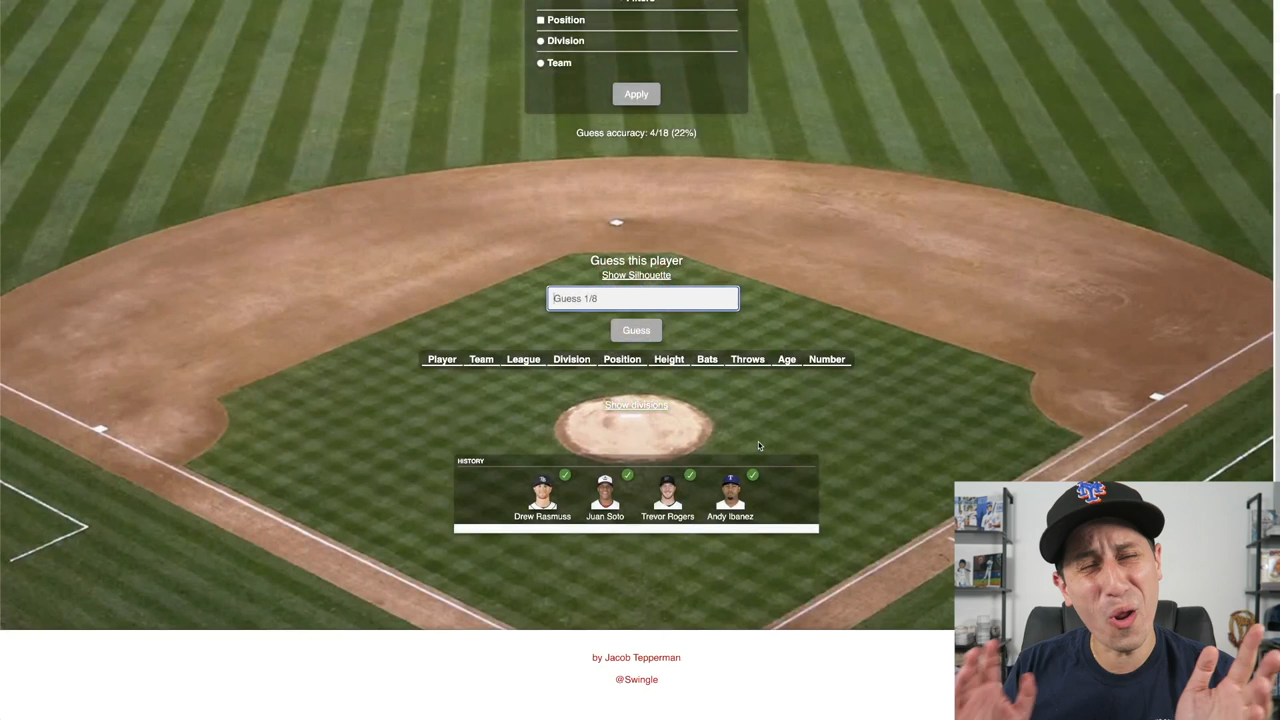 Position
Division
Team
Apply
Guess accuracy: 4/18 (22%)
Guess this player
Show Silhouette
Guess 1/8
Guess
Player Team League Division Position Height Bats Throws Age Number
Show divisions
HISTORY
Drew Rasmuss Juan Soto Trevor Rogers Andy Ibanez
by Jacob Tepperman
@Swingle